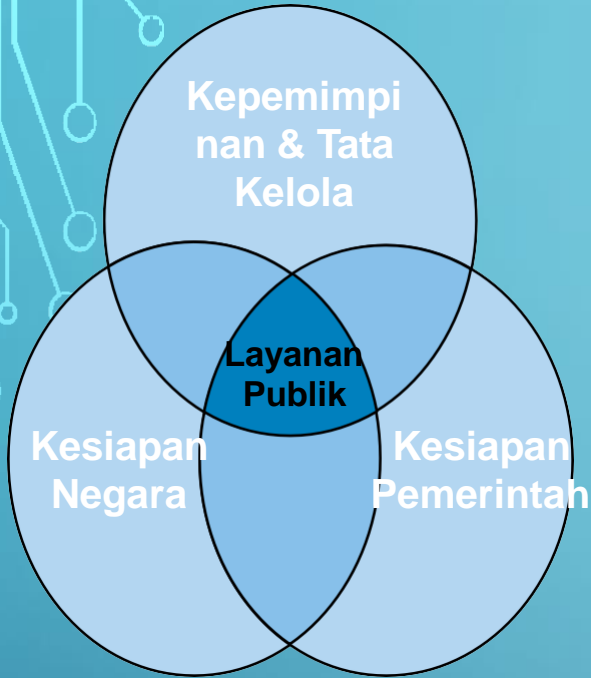 Kepemimpi
nan & Tata
Kelola
Layanan
Publik
Kesiapan
Negara
Kesiapan
Pemerintah